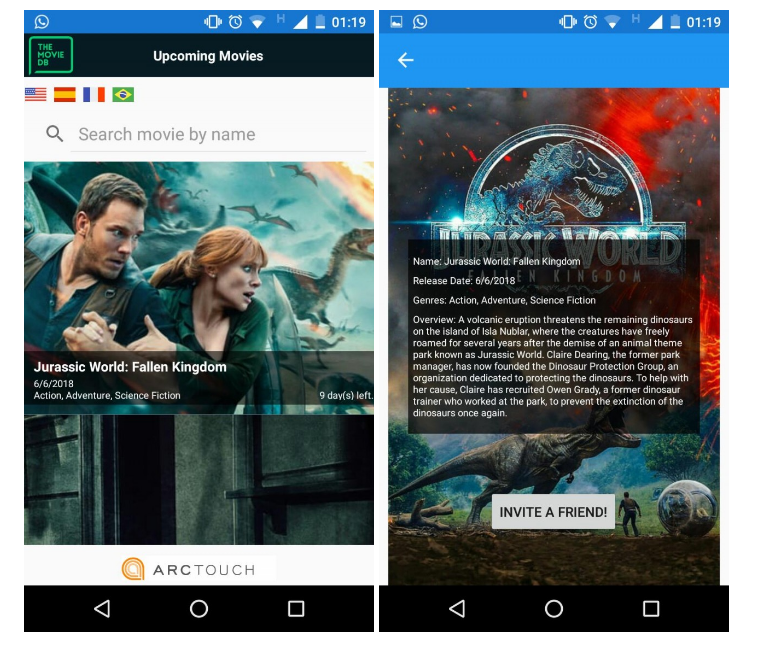 H
01:19
THE
MOVIE
DB
Upcoming Movies
Search movie by name
Jurassic World: Fallen Kingdom
6/6/2018
Action, Adventure, Science Fiction
9 day(s) left.
ARCTOUCH
H
01:19
JURASSIC WORLD
FALLEN KINGDOM
Name: Jurassic World: Fallen Kingdom
Release Date: 6/6/2018
Genres: Action, Adventure, Science Fiction
Overview: A volcanic eruption threatens the remaining dinosaurs
on the island of Isla Nublar, where the creatures have freely
roamed for several years after the demise of an animal theme
park known as Jurassic World. Claire Dearing, the former park
manager, has now founded the Dinosaur Protection Group, an
organization dedicated to protecting the dinosaurs. To help with
her cause, Claire has recruited Owen Grady, a former dinosaur
trainer who worked at the park, to prevent the extinction of the
dinosaurs once again.
INVITE A FRIEND!